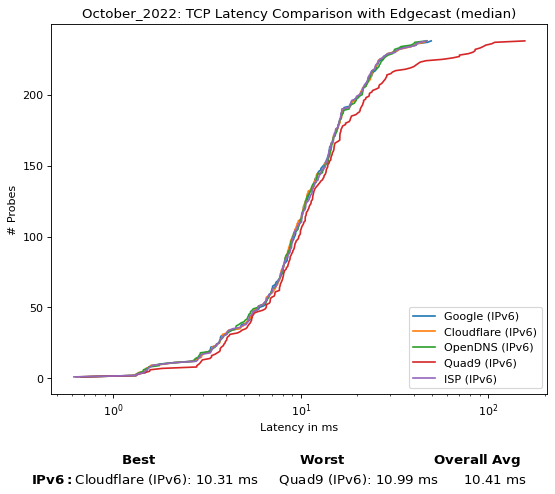 October_2022: TCP Latency Comparison with Edgecast (median)
# Probes
200
150
100
50
0
Google (IPv6)
Cloudflare (IPv6)
OpenDNS (IPv6)
Quad9 (IPv6)
ISP (IPv6)
10⁰ 10¹ 10²
Latency in ms
Best Worst Overall Avg
IPv6: Cloudflare (IPv6): 10.31 ms Quad9 (IPv6): 10.99 ms 10.41 ms